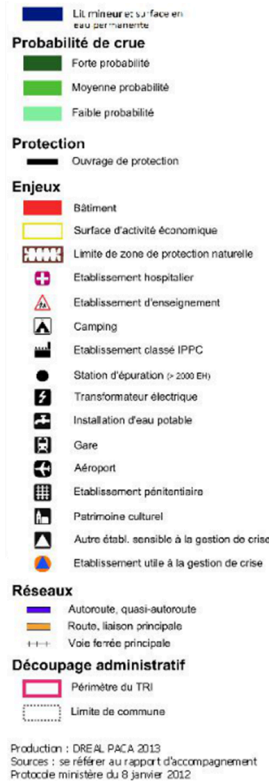 Lit mineur et surface en
eau permanente
Probabilité de crue
Forte probabilité
Moyenne probabilité
Faible probabilité
Protection
Ouvrage de protection
Enjeux
Bâtiment
Surface d'activité économique
Limite de zone de protection naturelle
Etablissement hospitalier
Etablissement d'enseignement
Camping
Etablissement classé IPPC
Station d'épuration (> 2000 EH)
Transformateur électrique
Installation d'eau potable
Gare
Aéroport
Etablissement pénitentiaire
Patrimoine culturel
Autre établ. sensible à la gestion de crise
Etablissement utile à la gestion de crise
Réseaux
Autoroute, quasi-autoroute
Route, liaison principale
Voie ferrée principale
Découpage administratif
Périmètre du TRI
Limite de commune
Production : DREAL PACA 2013
Sources : se référer au rapport d'accompagnement
Protocole ministère du 8 janvier 2012